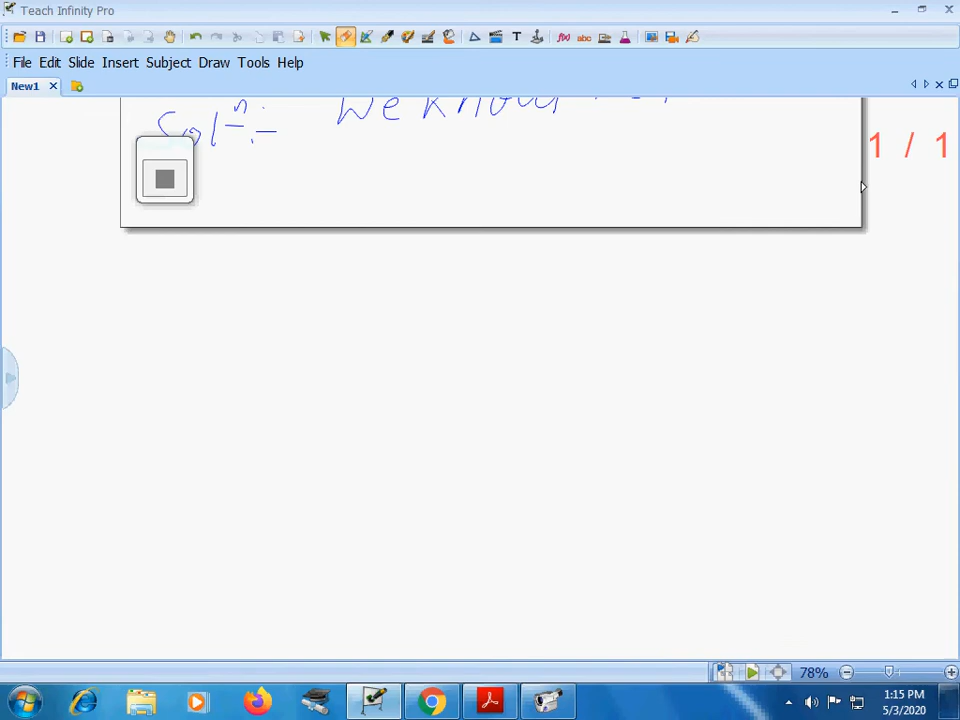 Teach Infinity Pro
File Edit Slide Insert Subject Draw Tools Help
New1
We know
Solⁿ:-
1 / 1
78%
1:15 PM
5/3/2020